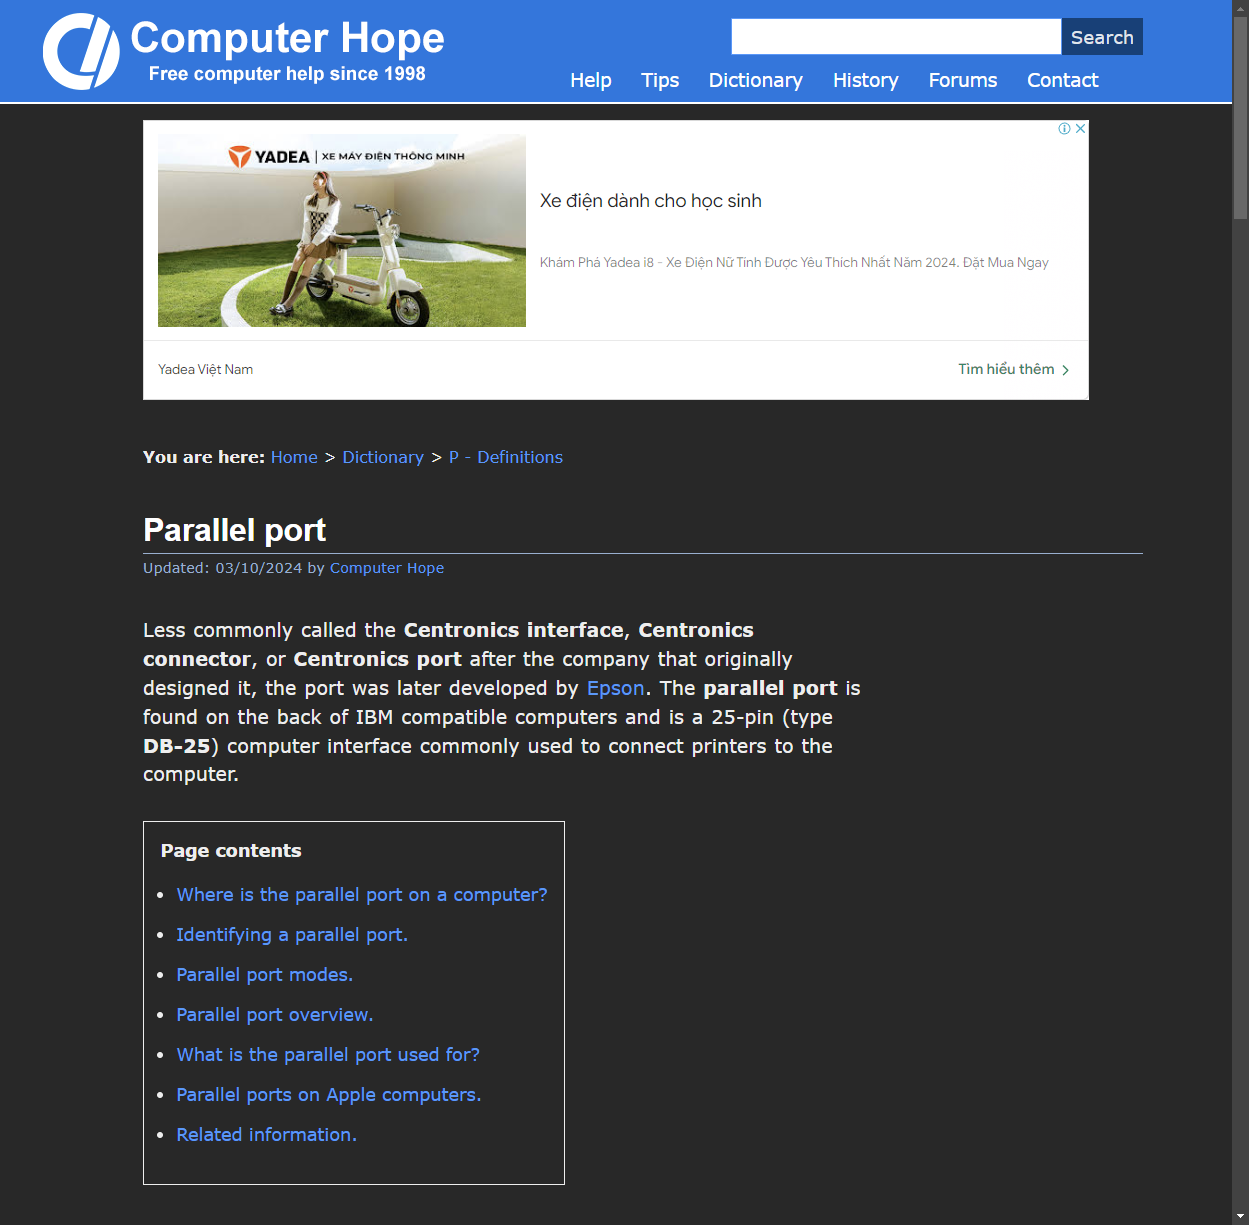 Computer Hope
Free computer help since 1998
Search
Help Tips Dictionary History Forums Contact
YADEA | XE MÁY ĐIỆN THÔNG MINH
Xe điện dành cho học sinh
Khám Phá Yadea i8 - Xe Điện Nữ Tính Được Yêu Thích Nhất Năm 2024. Đặt Mua Ngay
Yadea Việt Nam
Tìm hiểu thêm
You are here: Home > Dictionary > P - Definitions
Parallel port
Updated: 03/10/2024 by Computer Hope
Less commonly called the Centronics interface, Centronics
connector, or Centronics port after the company that originally
designed it, the port was later developed by Epson. The parallel port is
found on the back of IBM compatible computers and is a 25-pin (type
DB-25) computer interface commonly used to connect printers to the
computer.
Page contents
• Where is the parallel port on a computer?
• Identifying a parallel port.
• Parallel port modes.
• Parallel port overview.
• What is the parallel port used for?
• Parallel ports on Apple computers.
• Related information.